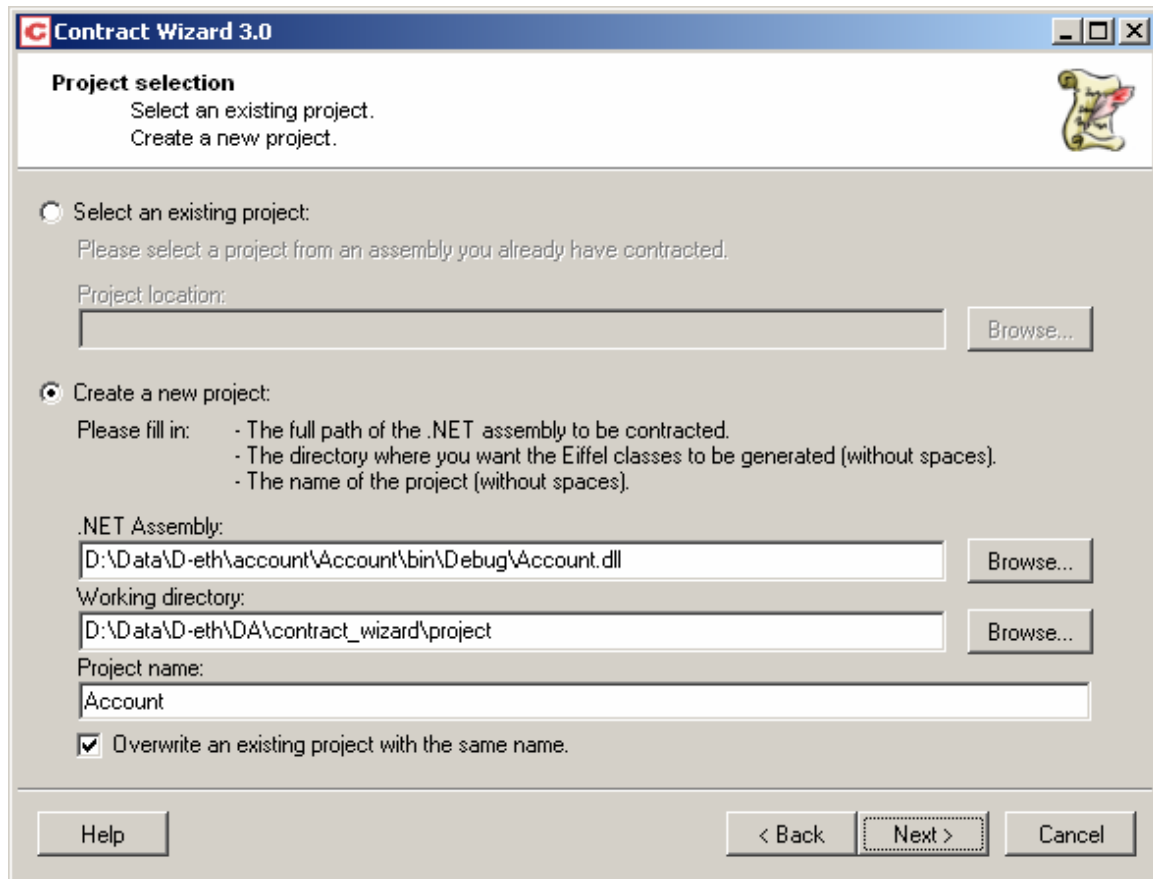 Contract Wizard 3.0
Project selection
Select an existing project.
Create a new project.
Select an existing project:
Please select a project from an assembly you already have contracted.
Project location:
Browse...
Create a new project:
Please fill in: - The full path of the .NET assembly to be contracted.
- The directory where you want the Eiffel classes to be generated (without spaces).
- The name of the project (without spaces).
.NET Assembly:
D:\Data\D-eth\account\Account\bin\Debug\Account.dll Browse...
Working directory:
D:\Data\D-eth\DA\contract_wizard\project Browse...
Project name:
Account
Overwrite an existing project with the same name.
Help < Back Next > Cancel